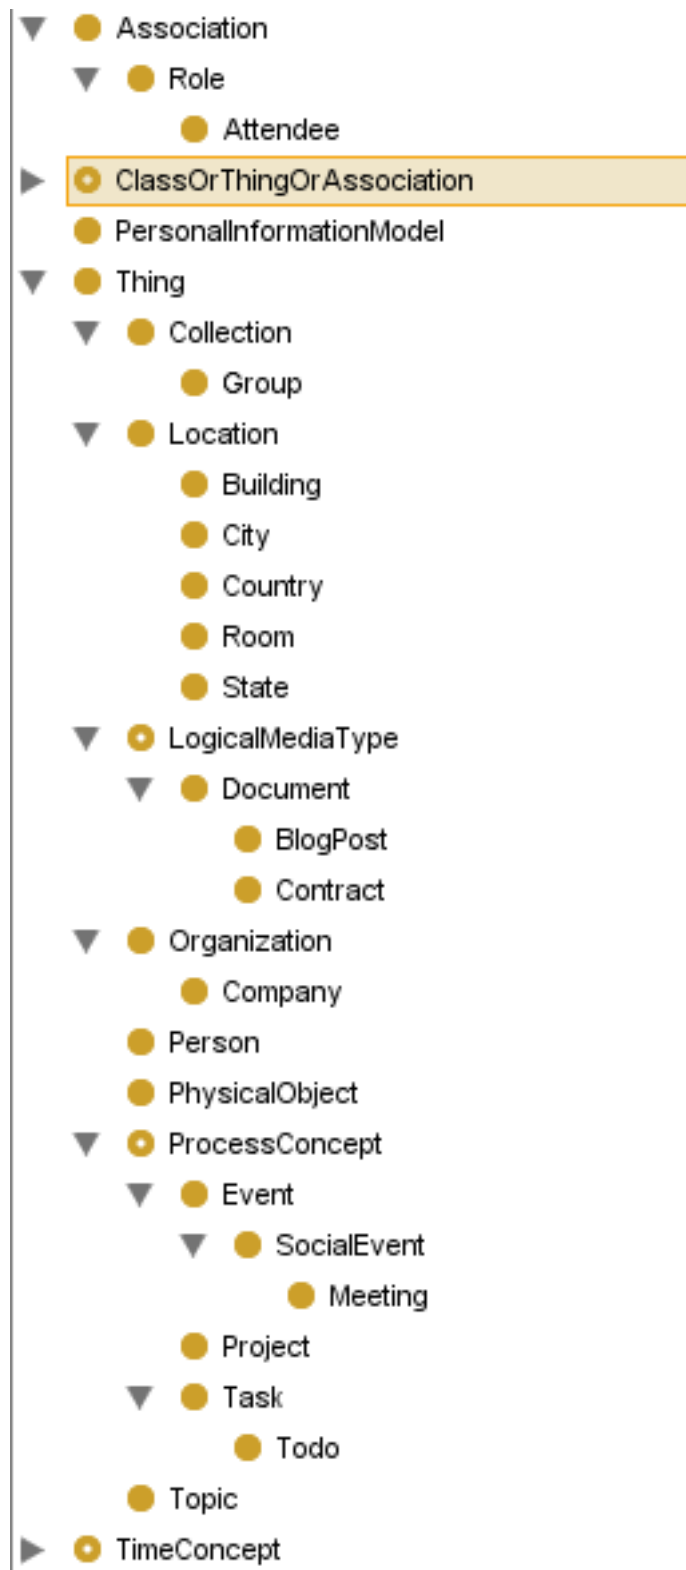 Association
Role
Attendee
ClassOrThingOrAssociation
PersonalInformationModel
Thing
Collection
Group
Location
Building
City
Country
Room
State
LogicalMediaType
Document
BlogPost
Contract
Organization
Company
Person
PhysicalObject
ProcessConcept
Event
SocialEvent
Meeting
Project
Task
Todo
Topic
TimeConcept